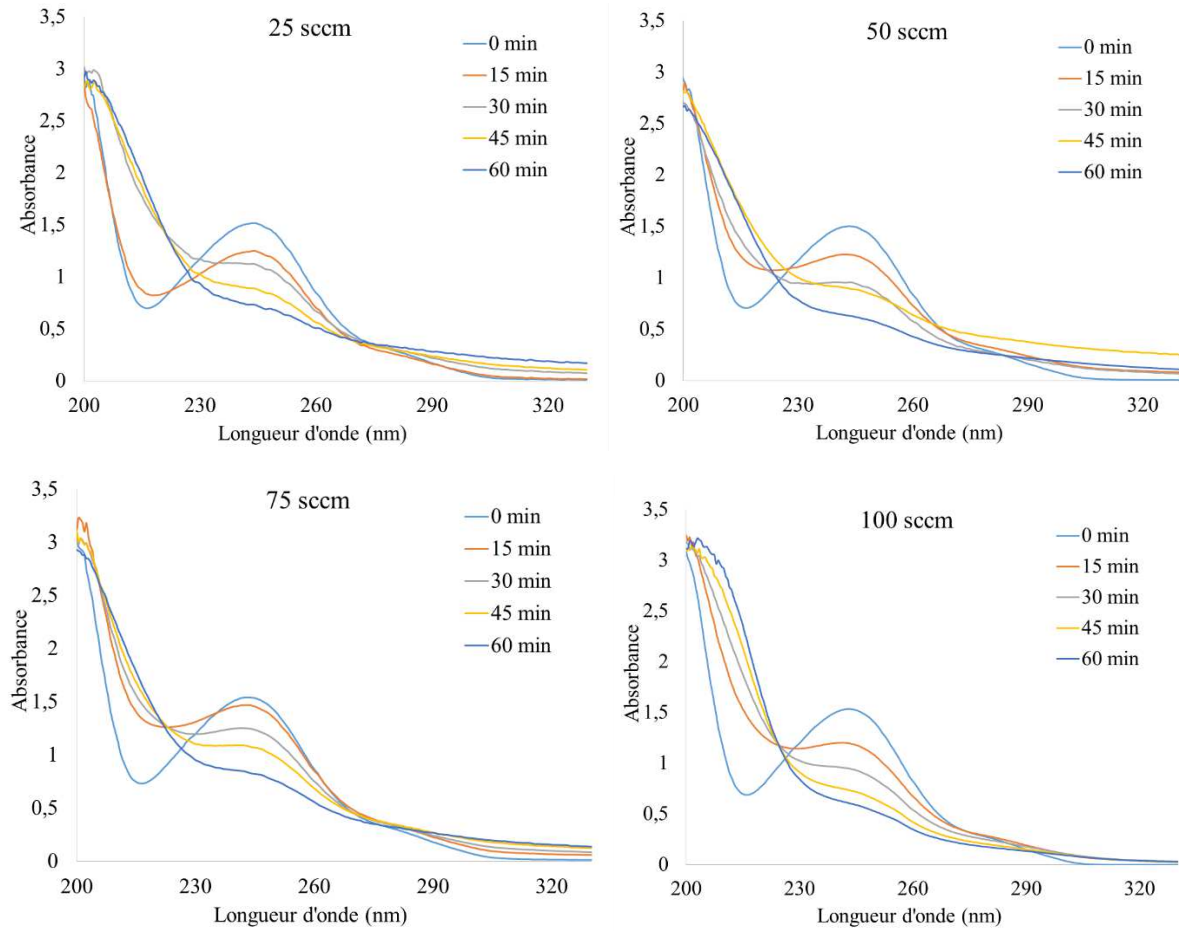 25 sccm
3,5
3
2,5
2
1,5
1
0,5
0
Absorbance
0 min
15 min
30 min
45 min
60 min
200 230 260 290 320
Longueur d'onde (nm)
50 sccm
3,5
3
2,5
2
1,5
1
0,5
0
Absorbance
0 min
15 min
30 min
45 min
60 min
200 230 260 290 320
Longueur d'onde (nm)
75 sccm
3,5
3
2,5
2
1,5
1
0,5
0
Absorbance
0 min
15 min
30 min
45 min
60 min
200 230 260 290 320
Longueur d'onde (nm)
100 sccm
3,5
3
2,5
2
1,5
1
0,5
0
Absorbance
0 min
15 min
30 min
45 min
60 min
200 230 260 290 320
Longueur d'onde (nm)